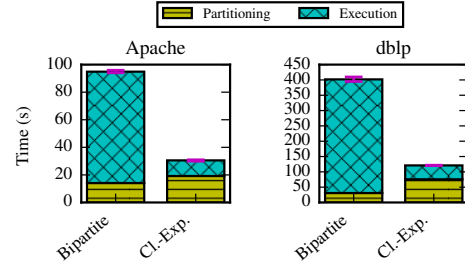 Partitioning Execution
Apache
Time (s)
100
80
60
40
20
0
Bipartite
Cl.-Exp.
dblp
450
400
350
300
250
200
150
100
50
0
Bipartite
Cl.-Exp.